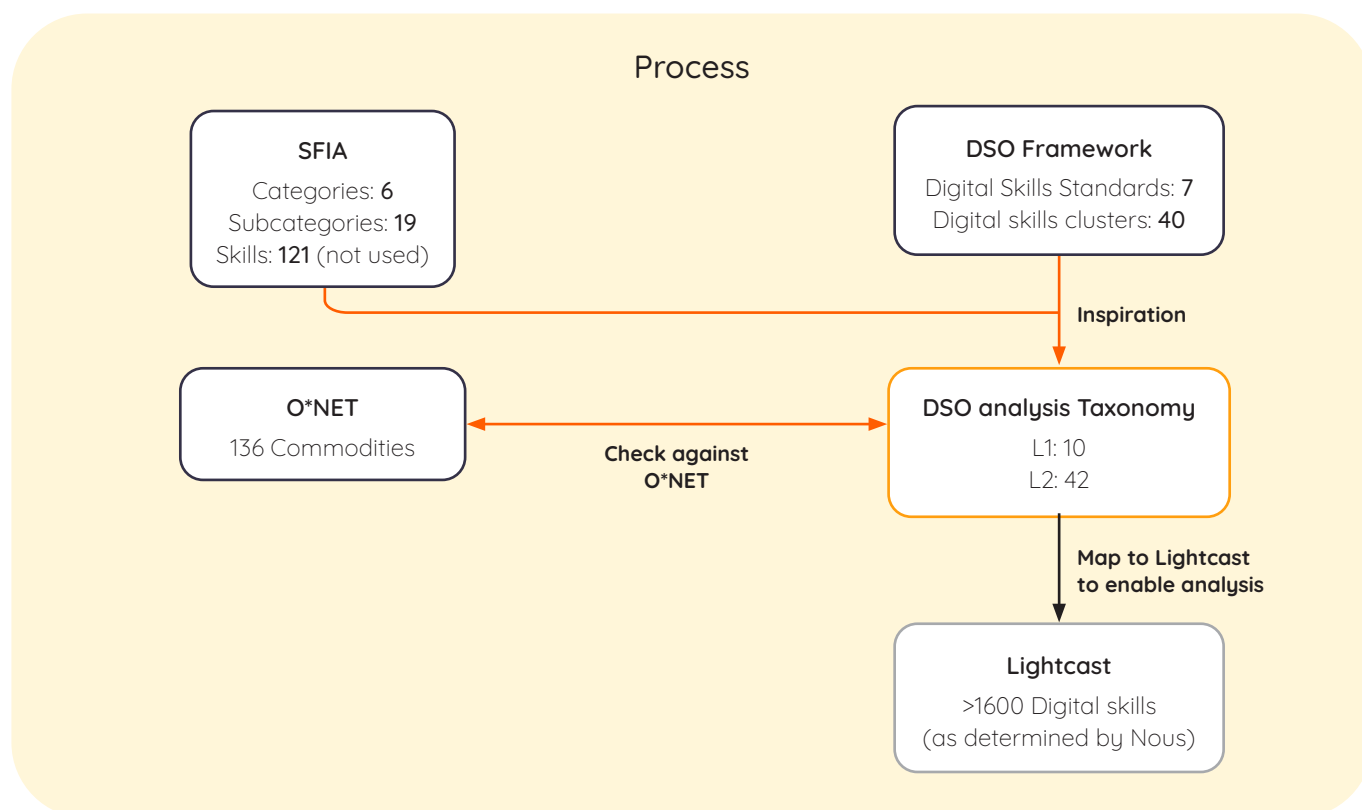 Process
SFIA
Categories: 6
Subcategories: 19
Skills: 121 (not used)
DSO Framework
Digital Skills Standards: 7
Digital skills clusters: 40
Inspiration
O*NET
136 Commodities
Check against
O*NET
DSO analysis Taxonomy
L1: 10
L2: 42
Map to Lightcast
to enable analysis
Lightcast
>1600 Digital skills
(as determined by Nous)